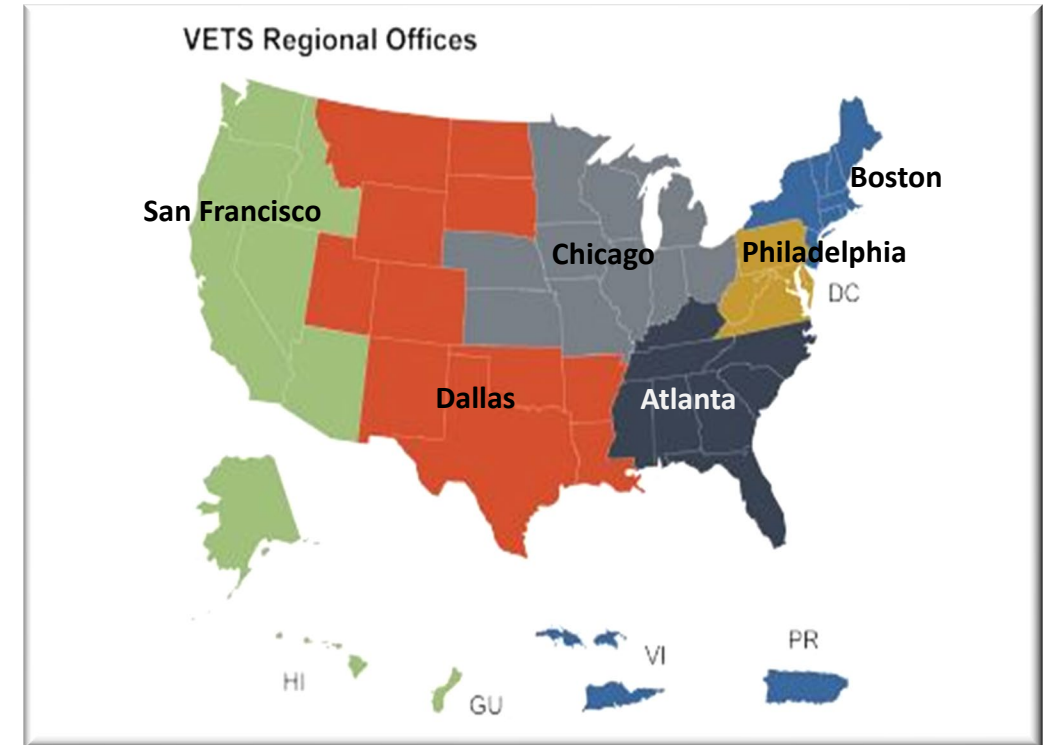 VETS Regional Offices
Boston
San Francisco
Chicago
Philadelphia
DC
Dallas
Atlanta
VI
PR
HI
GU